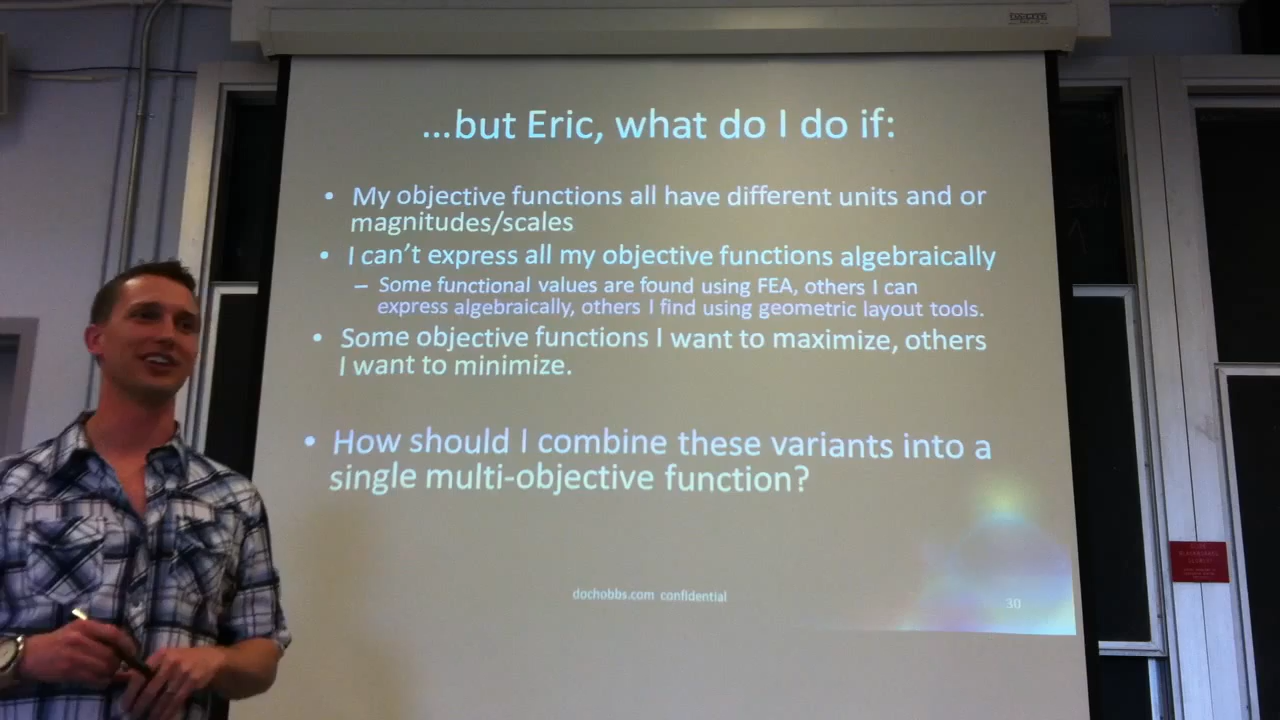 ...but Eric, what do I do if:
• My objective functions all have different units and or
magnitudes/scales
• I can't express all my objective functions algebraically
– Some functional values are found using FEA, others I can
express algebraically, others I find using geometric layout tools.
• Some objective functions I want to maximize, others
I want to minimize.
• How should I combine these variants into a
single multi-objective function?
dochobbs.com confidential
30